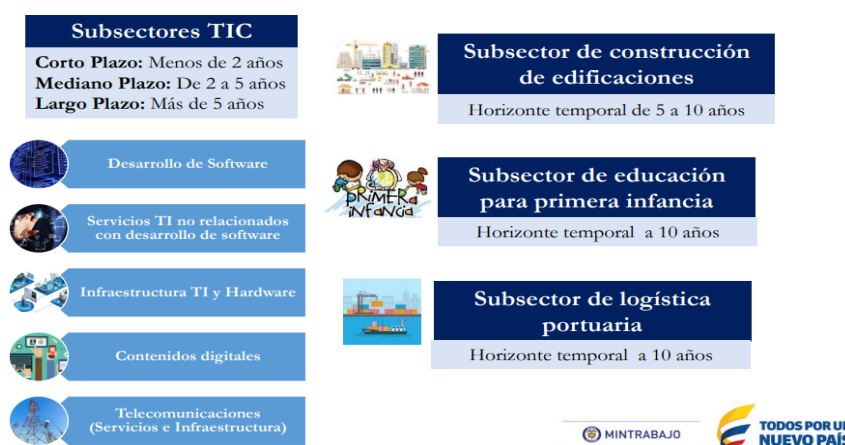 Subsectores TIC
Corto Plazo: Menos de 2 años
Mediano Plazo: De 2 a 5 años
Largo Plazo: Más de 5 años
Desarrollo de Software
Servicios TI no relacionados
con desarrollo de software
Infraestructura TI y Hardware
Contenidos digitales
Telecomunicaciones
(Servicios e Infraestructura)
Subsector de construcción
de edificaciones
Horizonte temporal de 5 a 10 años
PRIMERA
INFANCIA
Subsector de educación
para primera infancia
Horizonte temporal a 10 años
Subsector de logística
portuaria
Horizonte temporal a 10 años
MINTRABAJO
TODOS POR UN
NUEVO PAÍS